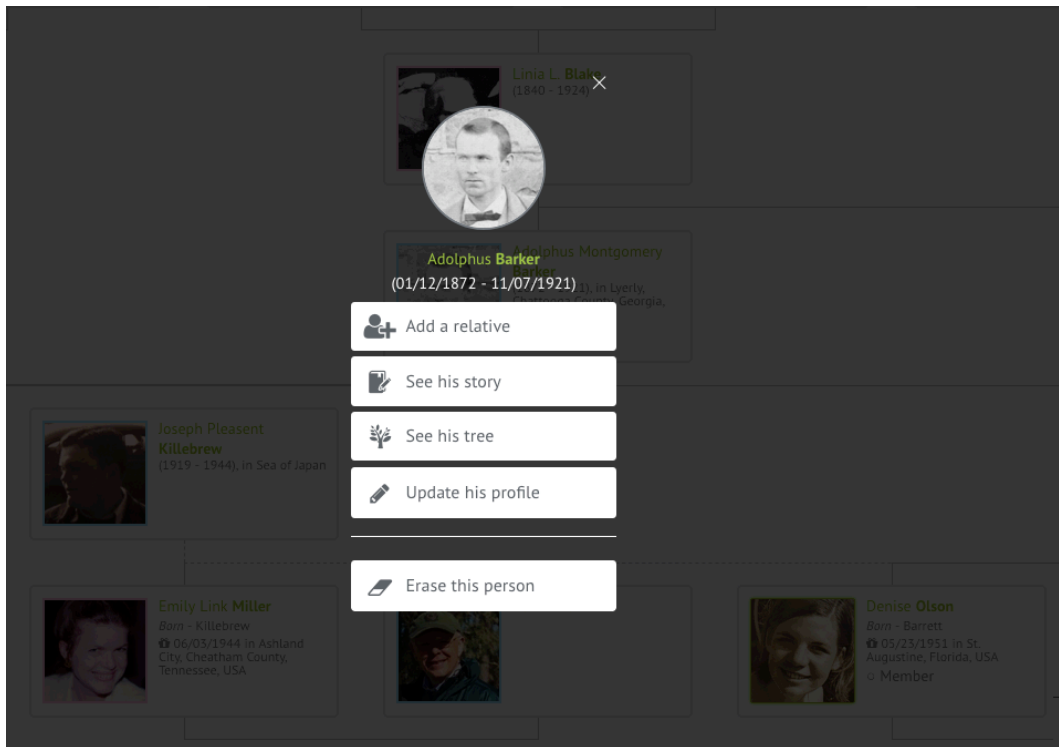 Linia L. Blake
(1840 - 1924)
Adolphus Montgomery
Barker
Lyerly,
Georgia,
Adolphus Barker
(01/12/1872 - 11/07/1921)
Add a relative
See his story
See his tree
Update his profile
Erase this person
Joseph Pleasent
Killebrew
(1919 - 1944), in Sea of Japan
Emily Link Miller
Born - Killebrew
06/03/1944 in Ashland
City, Cheatham County,
Tennessee, USA
Denise Olson
Born - Barrett
05/23/1951 in St.
Augustine, Florida, USA
○ Member